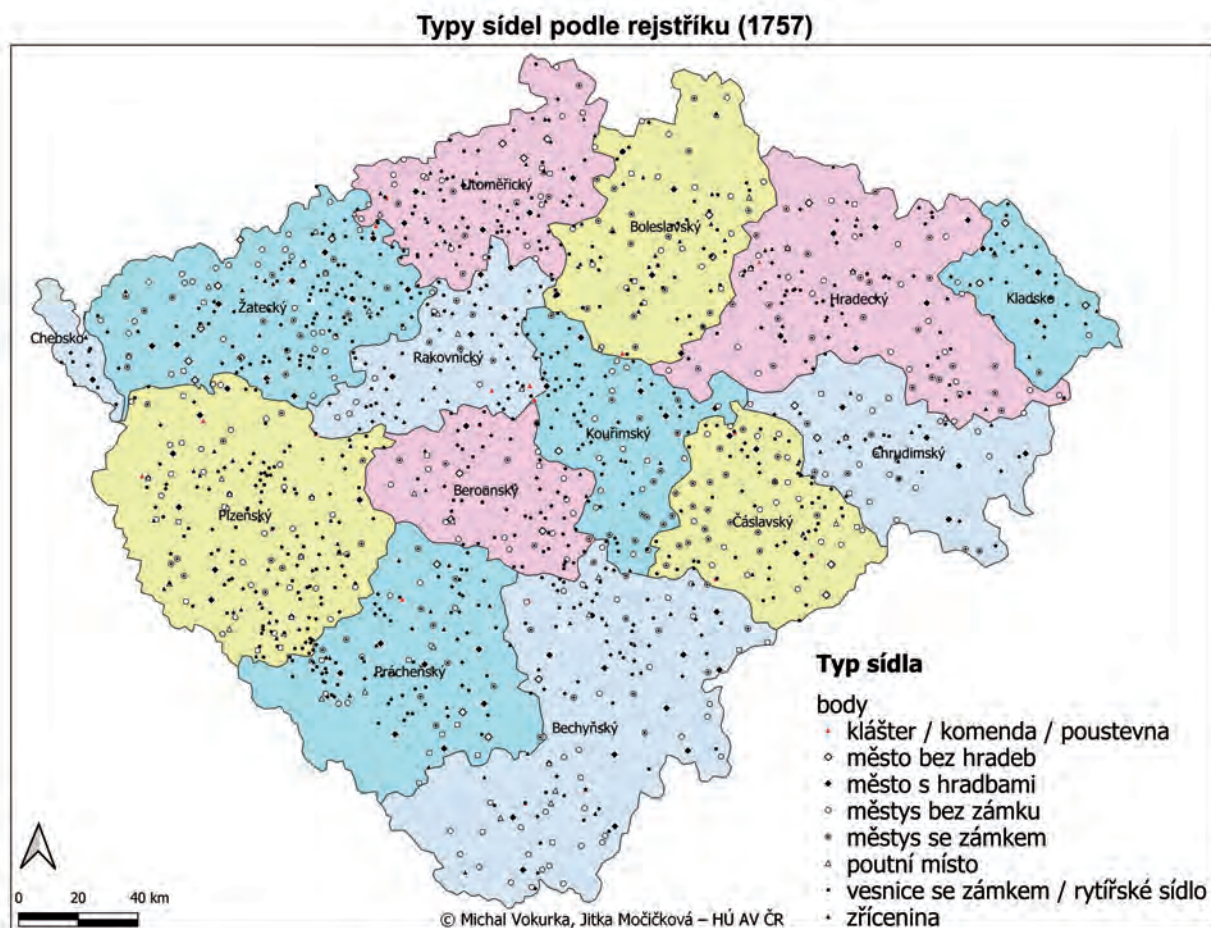 Typy sídel podle rejstříku (1757)
Litoměřický
Boleslavský
Žatecký
Hradecký
Kladsko
Chebsko
Rakovnický
Kouřimský
Chrudimský
Berounský
Plzeňský
Čáslavský
Prácheňský
Bechyňský
Typ sídla
body
klášter / komenda / poustevna
město bez hradeb
město s hradbami
městys bez zámku
městys se zámkem
poutní místo
vesnice se zámkem / rytířské sídlo
zřícenina
0 20 40 km
© Michal Vokurka, Jitka Močičková – HÚ AV ČR